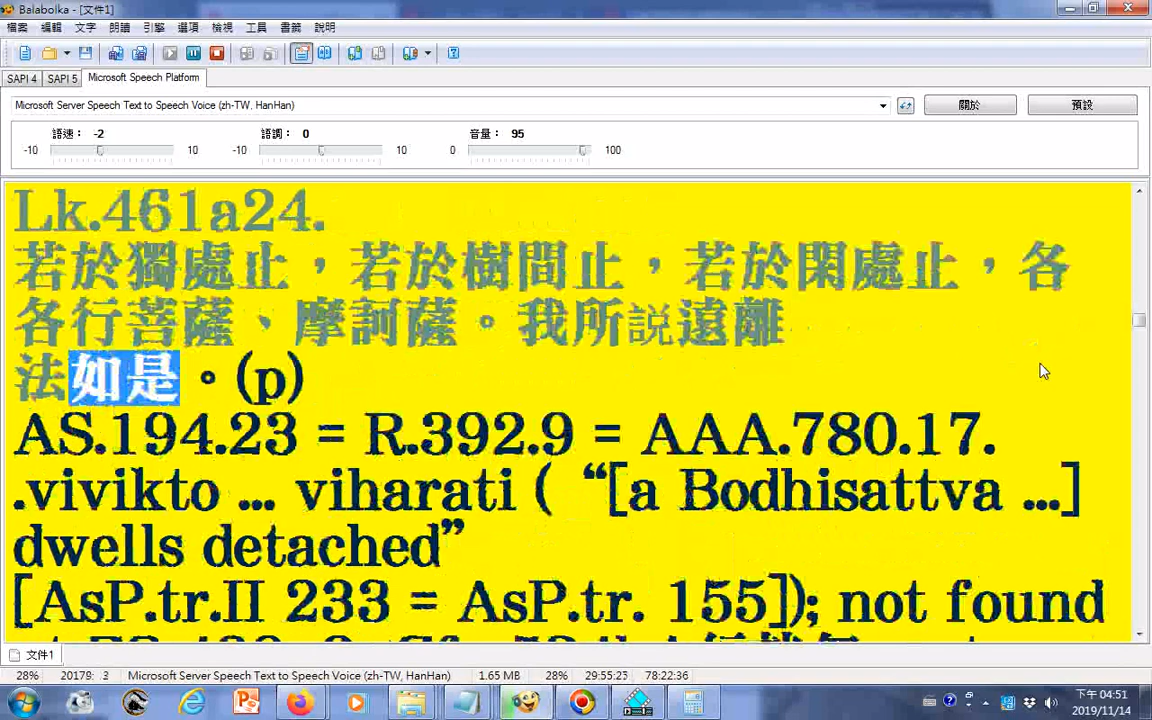 Balabolka - [文件1]
檔案 編輯 文字 朗讀 引擎 選項 檢視 工具 書籤 說明
SAPI 4 SAPI 5 Microsoft Speech Platform
Microsoft Server Speech Text to Speech Voice (zh-TW, HanHan) 關於 預設
語速： -2 語調： 0 音量： 95
-10 10 -10 10 0 100
Lk.461a24.
若於獨處止，若於樹間止，若於閑處止，各
各行菩薩、摩訶薩。我所説遠離
法如是。(p)
AS.194.23 = R.392.9 = AAA.780.17.
.vivikto ... viharati ( “[a Bodhisattva ...]
dwells detached”
[AsP.tr.II 233 = AsP.tr. 155]); not found
文件1
28% 20179: 3 Microsoft Server Speech Text to Speech Voice (zh-TW, HanHan) 1.65 MB 28% 29:55:23 78:22:36
下午 04:51
2019/11/14